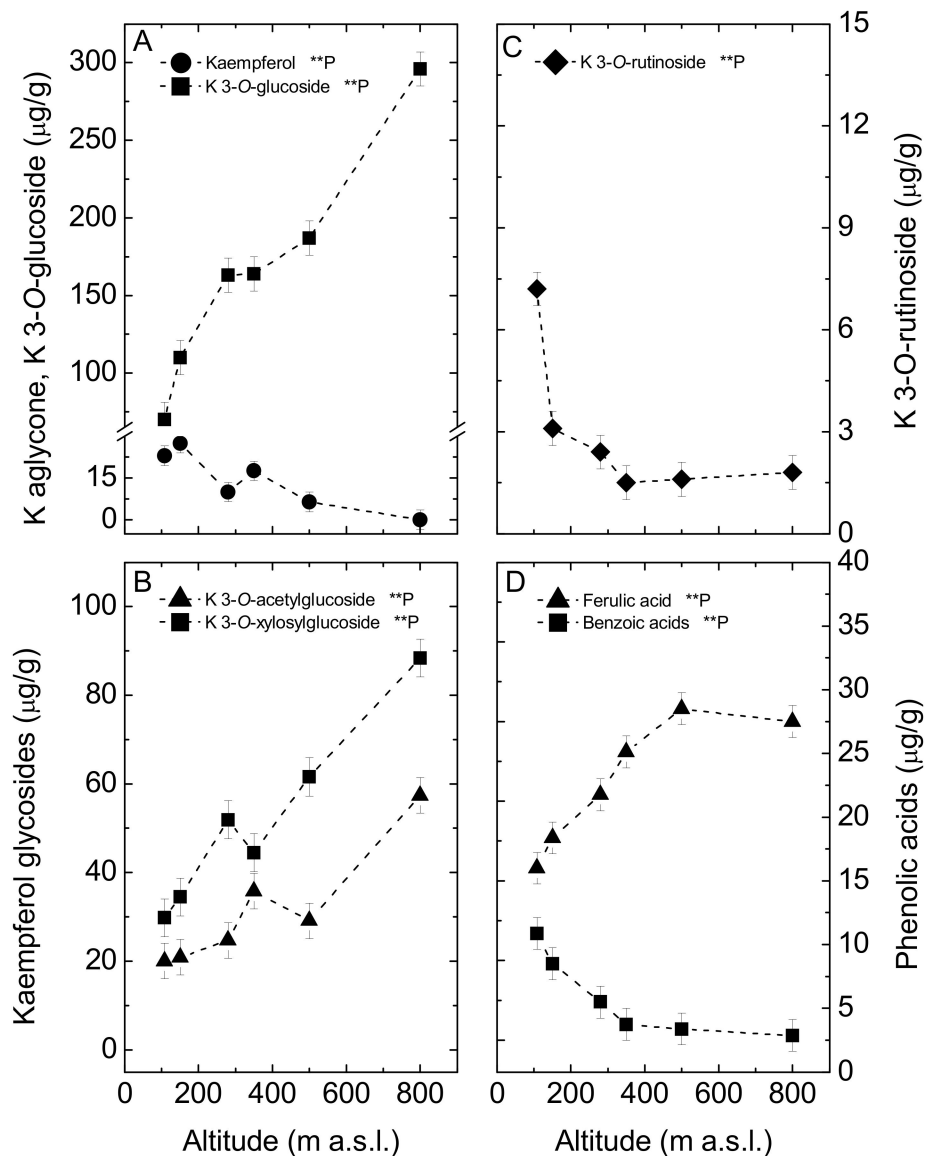 A
Kaempferol **P
K 3-O-glucoside **P
300
250
200
150
100
15
0
K aglycone, K 3-O-glucoside (μg/g)
C
K 3-O-rutinoside **P
15
12
9
6
3
0
K 3-O-rutinoside (μg/g)
B
K 3-O-acetylglucoside **P
K 3-O-xylosylglucoside **P
100
80
60
40
20
0
Kaempferol glycosides (μg/g)
0 200 400 600 800
Altitude (m a.s.l.)
D
Ferulic acid **P
Benzoic acids **P
40
35
30
25
20
15
10
5
0
Phenolic acids (μg/g)
0 200 400 600 800
Altitude (m a.s.l.)